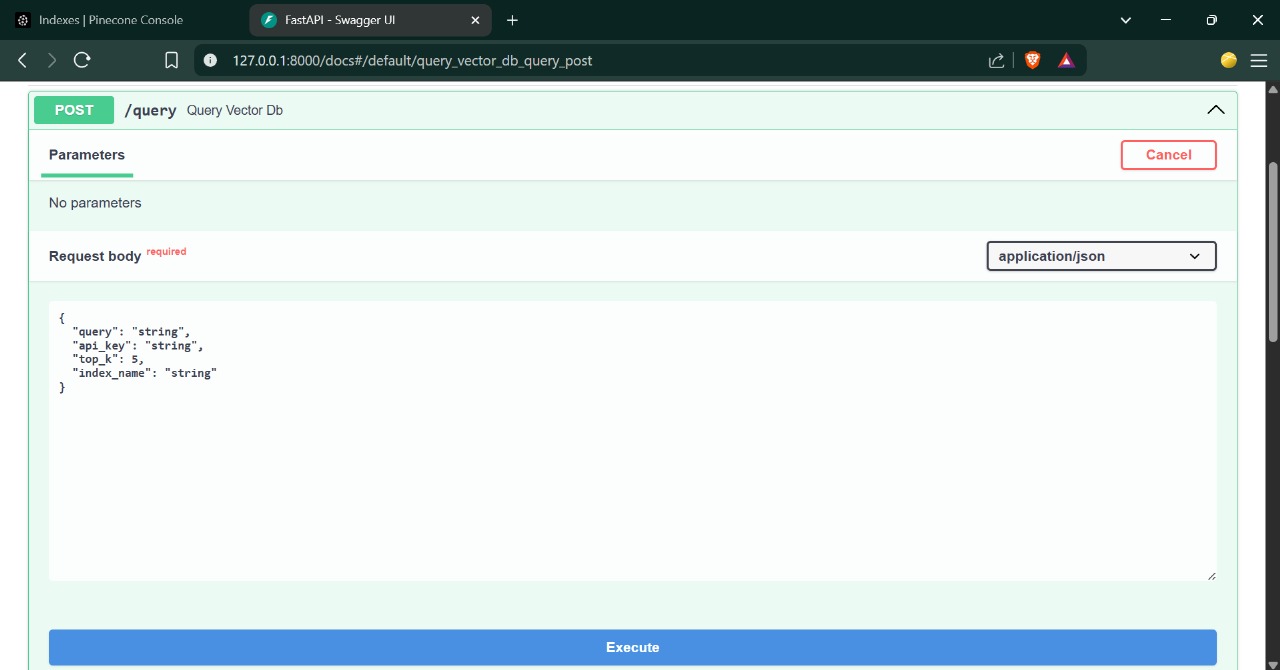 Indexes | Pinecone Console
FastAPI - Swagger UI
127.0.0.1:8000/docs#/default/query_vector_db_query_post
POST /query Query Vector Db
Parameters
Cancel
No parameters
Request body required
application/json
{
"query": "string",
"api_key": "string",
"top_k": 5,
"index_name": "string"
}
Execute